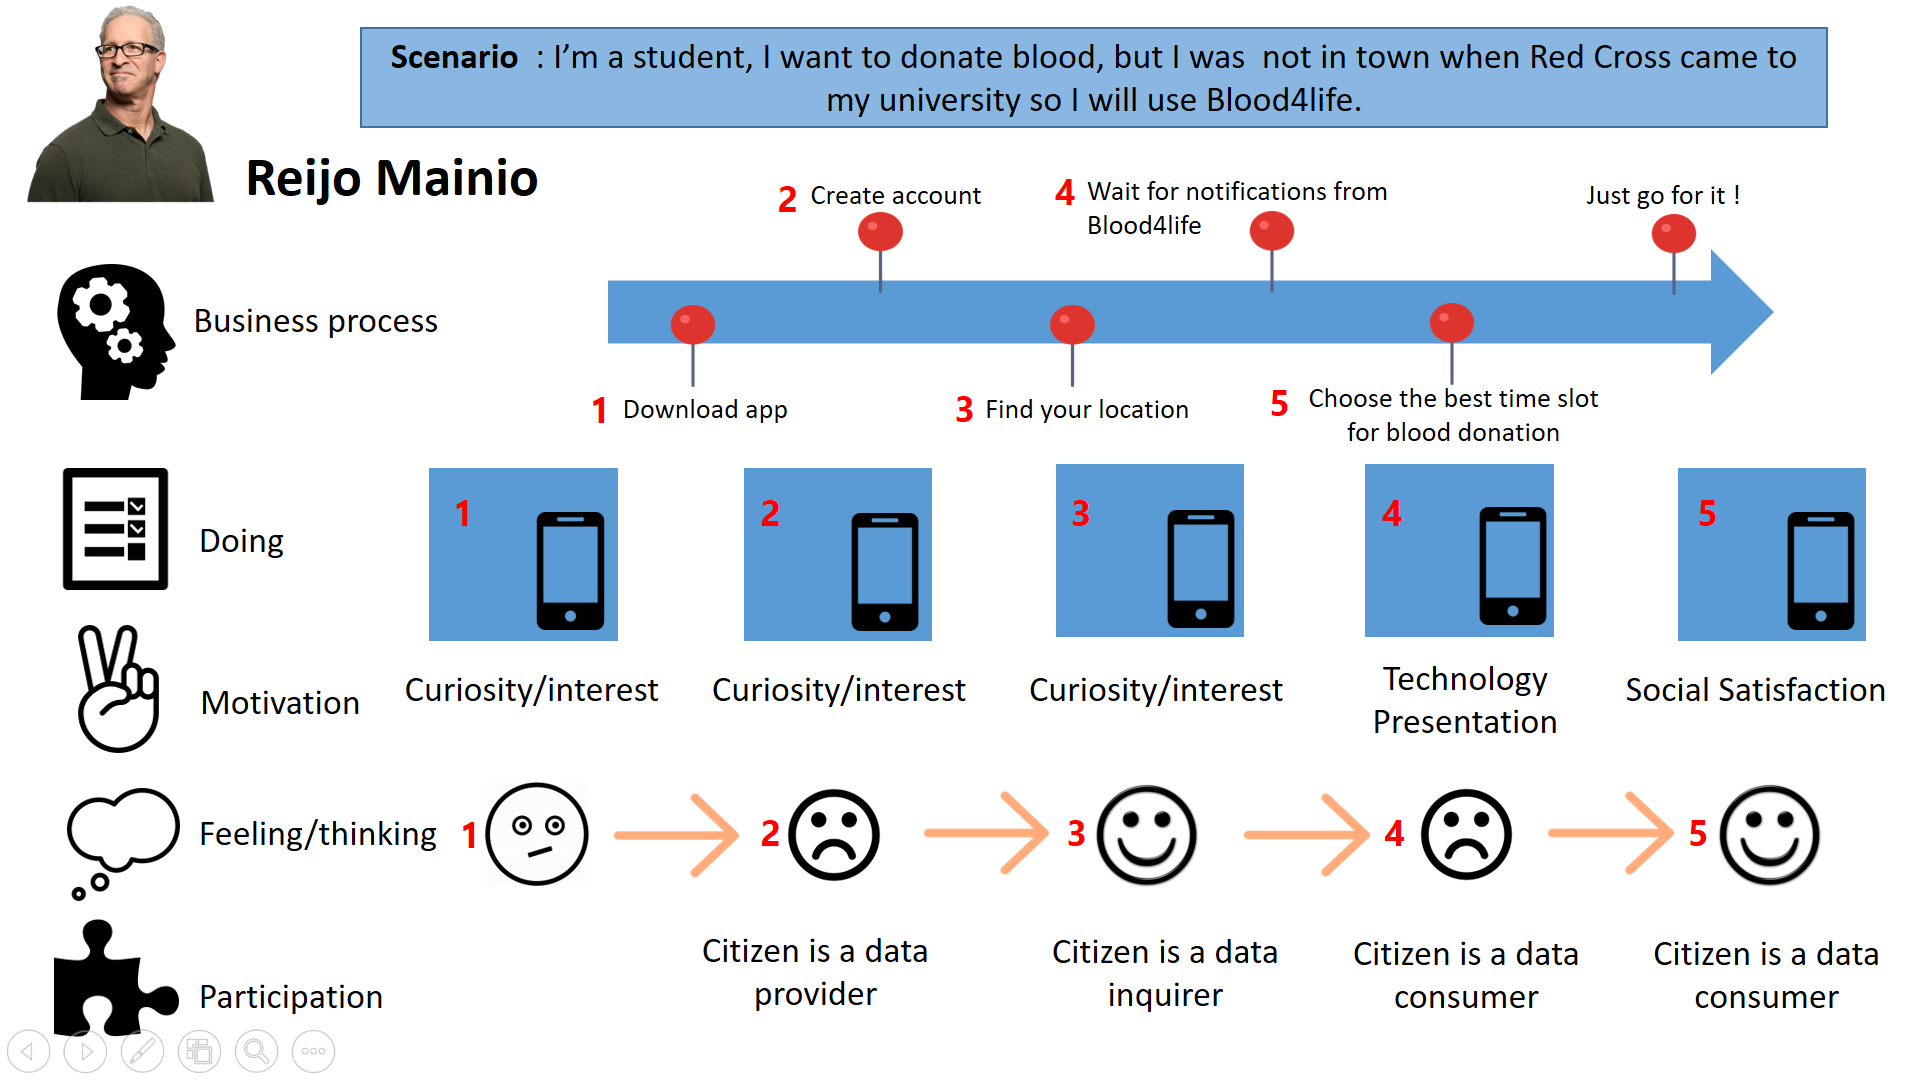 Scenario : I’m a student, I want to donate blood, but I was not in town when Red Cross came to
my university so I will use Blood4life.
Reijo Mainio
2 Create account
4 Wait for notifications from
Blood4life
Just go for it !
Business process
1 Download app
3 Find your location
5 Choose the best time slot
for blood donation
Doing
1
2
3
4
5
Motivation
Curiosity/interest
Curiosity/interest
Curiosity/interest
Technology
Presentation
Social Satisfaction
Feeling/thinking
1
2
3
4
5
Participation
Citizen is a data
provider
Citizen is a data
inquirer
Citizen is a data
consumer
Citizen is a data
consumer